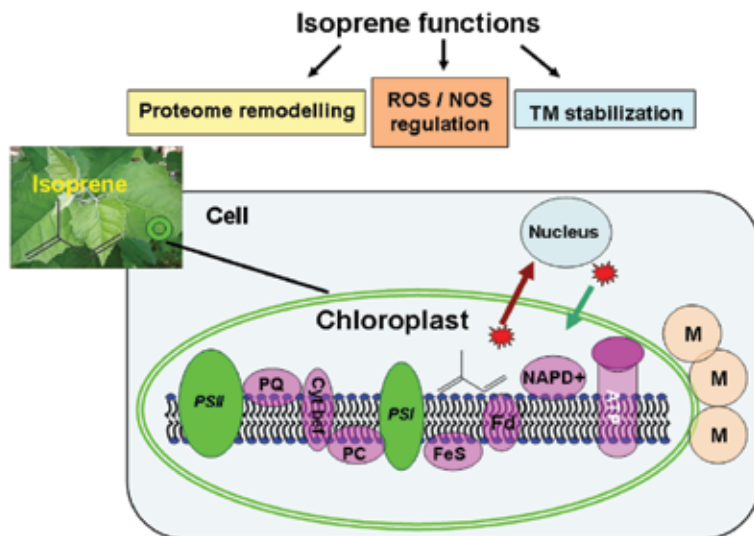 Isoprene functions
Proteome remodelling
ROS / NOS
regulation
TM stabilization
Isoprene
Cell
Nucleus
Chloroplast
PSII
PQ
Cyt bef
PC
PSI
FeS
Fd
NAPD+
ATP
M
M
M